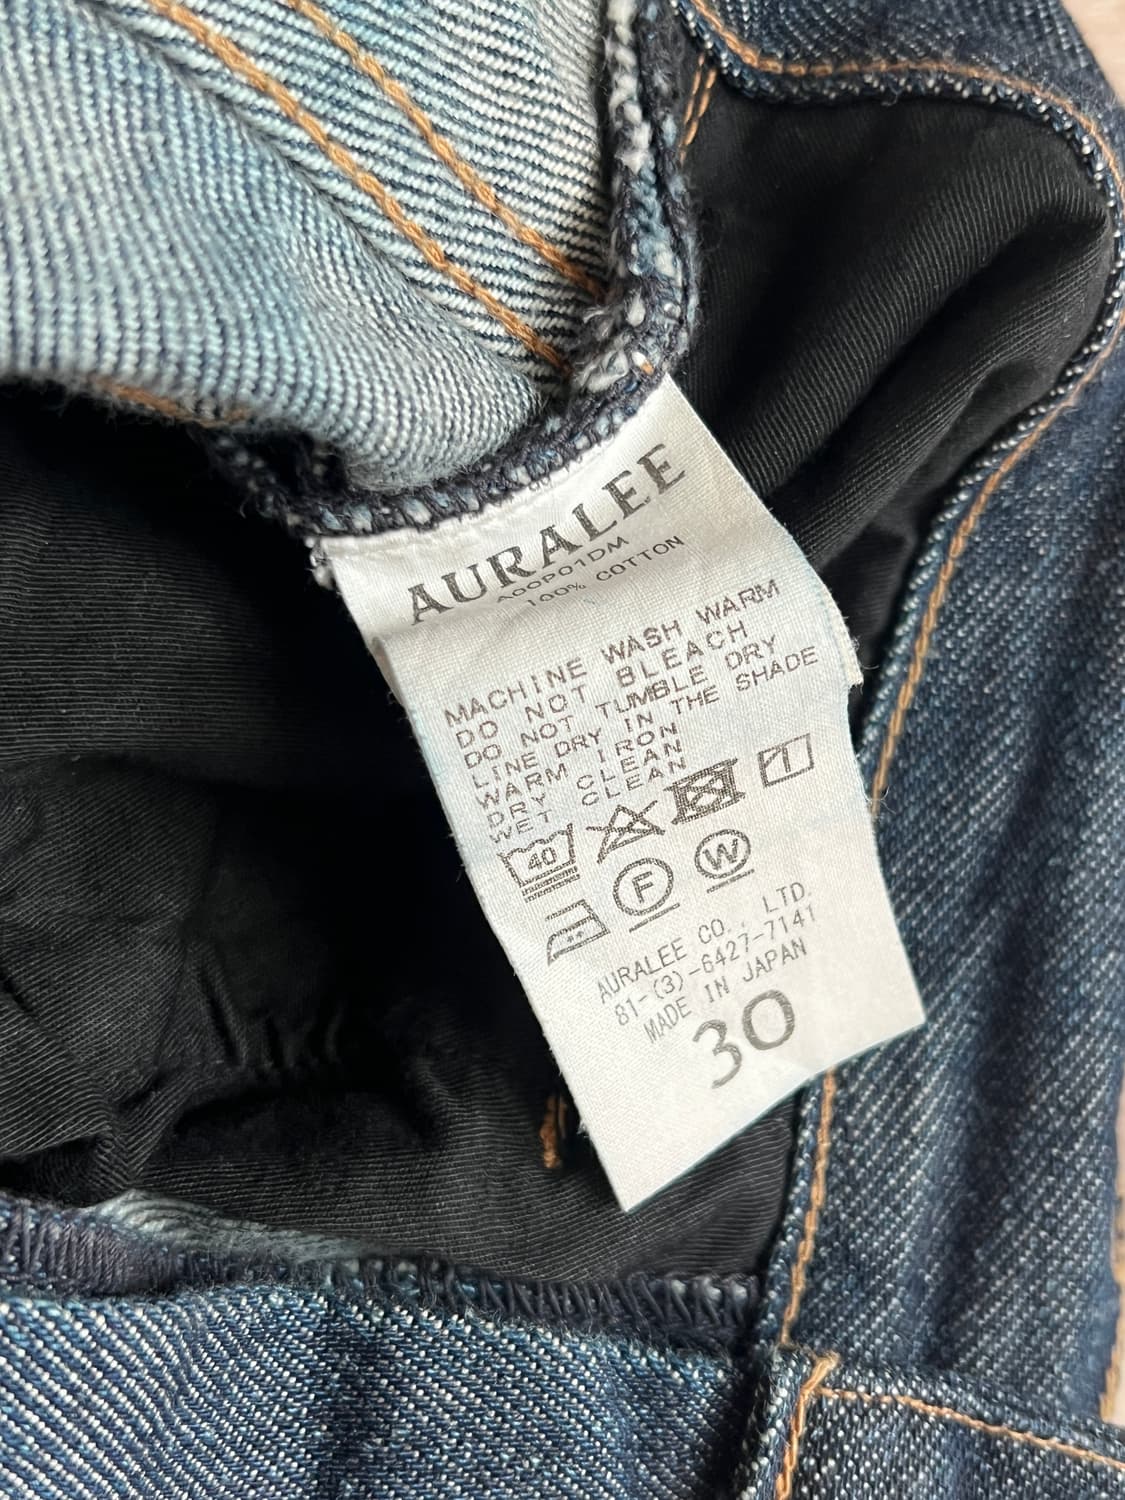 AURALEE
A00P01DM
100% COTTON
MACHINE WASH WARM
DO NOT BLEACH
DO NOT TUMBLE DRY
LINE DRY IN THE SHADE
WARM IRON
DRY CLEAN
WET CLEAN
40
F W
AURALEE CO., LTD.
81-(3)-6427-7141
MADE IN JAPAN
30